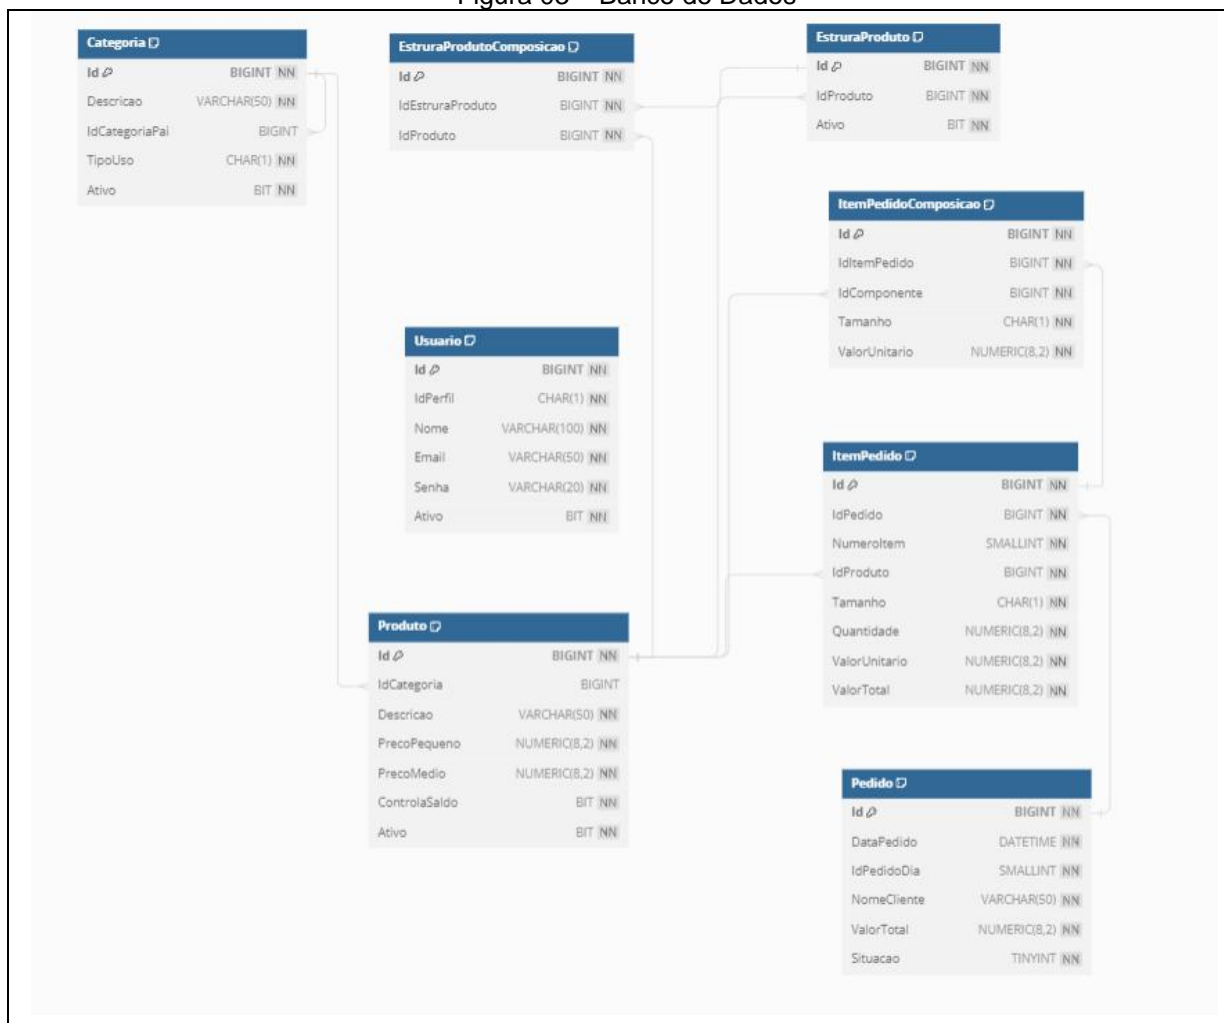 Figura 08 – Banco de Dados
Categoria
Id BIGINT NN
Descricao VARCHAR(50) NN
IdCategoriaPai BIGINT
TipoUso CHAR(1) NN
Ativo BIT NN
EstruraProdutoComposicao
Id BIGINT NN
IdEstruraProduto BIGINT NN
IdProduto BIGINT NN
EstruraProduto
Id BIGINT NN
IdProduto BIGINT NN
Ativo BIT NN
ItemPedidoComposicao
Id BIGINT NN
IdItemPedido BIGINT NN
IdComponente BIGINT NN
Tamanho CHAR(1) NN
ValorUnitario NUMERIC(8,2) NN
Usuario
Id BIGINT NN
IdPerfil CHAR(1) NN
Nome VARCHAR(100) NN
Email VARCHAR(50) NN
Senha VARCHAR(20) NN
Ativo BIT NN
ItemPedido
Id BIGINT NN
IdPedido BIGINT NN
NumeroItem SMALLINT NN
IdProduto BIGINT NN
Tamanho CHAR(1) NN
Quantidade NUMERIC(8,2) NN
ValorUnitario NUMERIC(8,2) NN
ValorTotal NUMERIC(8,2) NN
Produto
Id BIGINT NN
IdCategoria BIGINT
Descricao VARCHAR(50) NN
PrecoPequeno NUMERIC(8,2) NN
PrecoMedio NUMERIC(8,2) NN
ControlaSaldo BIT NN
Ativo BIT NN
Pedido
Id BIGINT NN
DataPedido DATETIME NN
IdPedidoDia SMALLINT NN
NomeCliente VARCHAR(50) NN
ValorTotal NUMERIC(8,2) NN
Situacao TINYINT NN